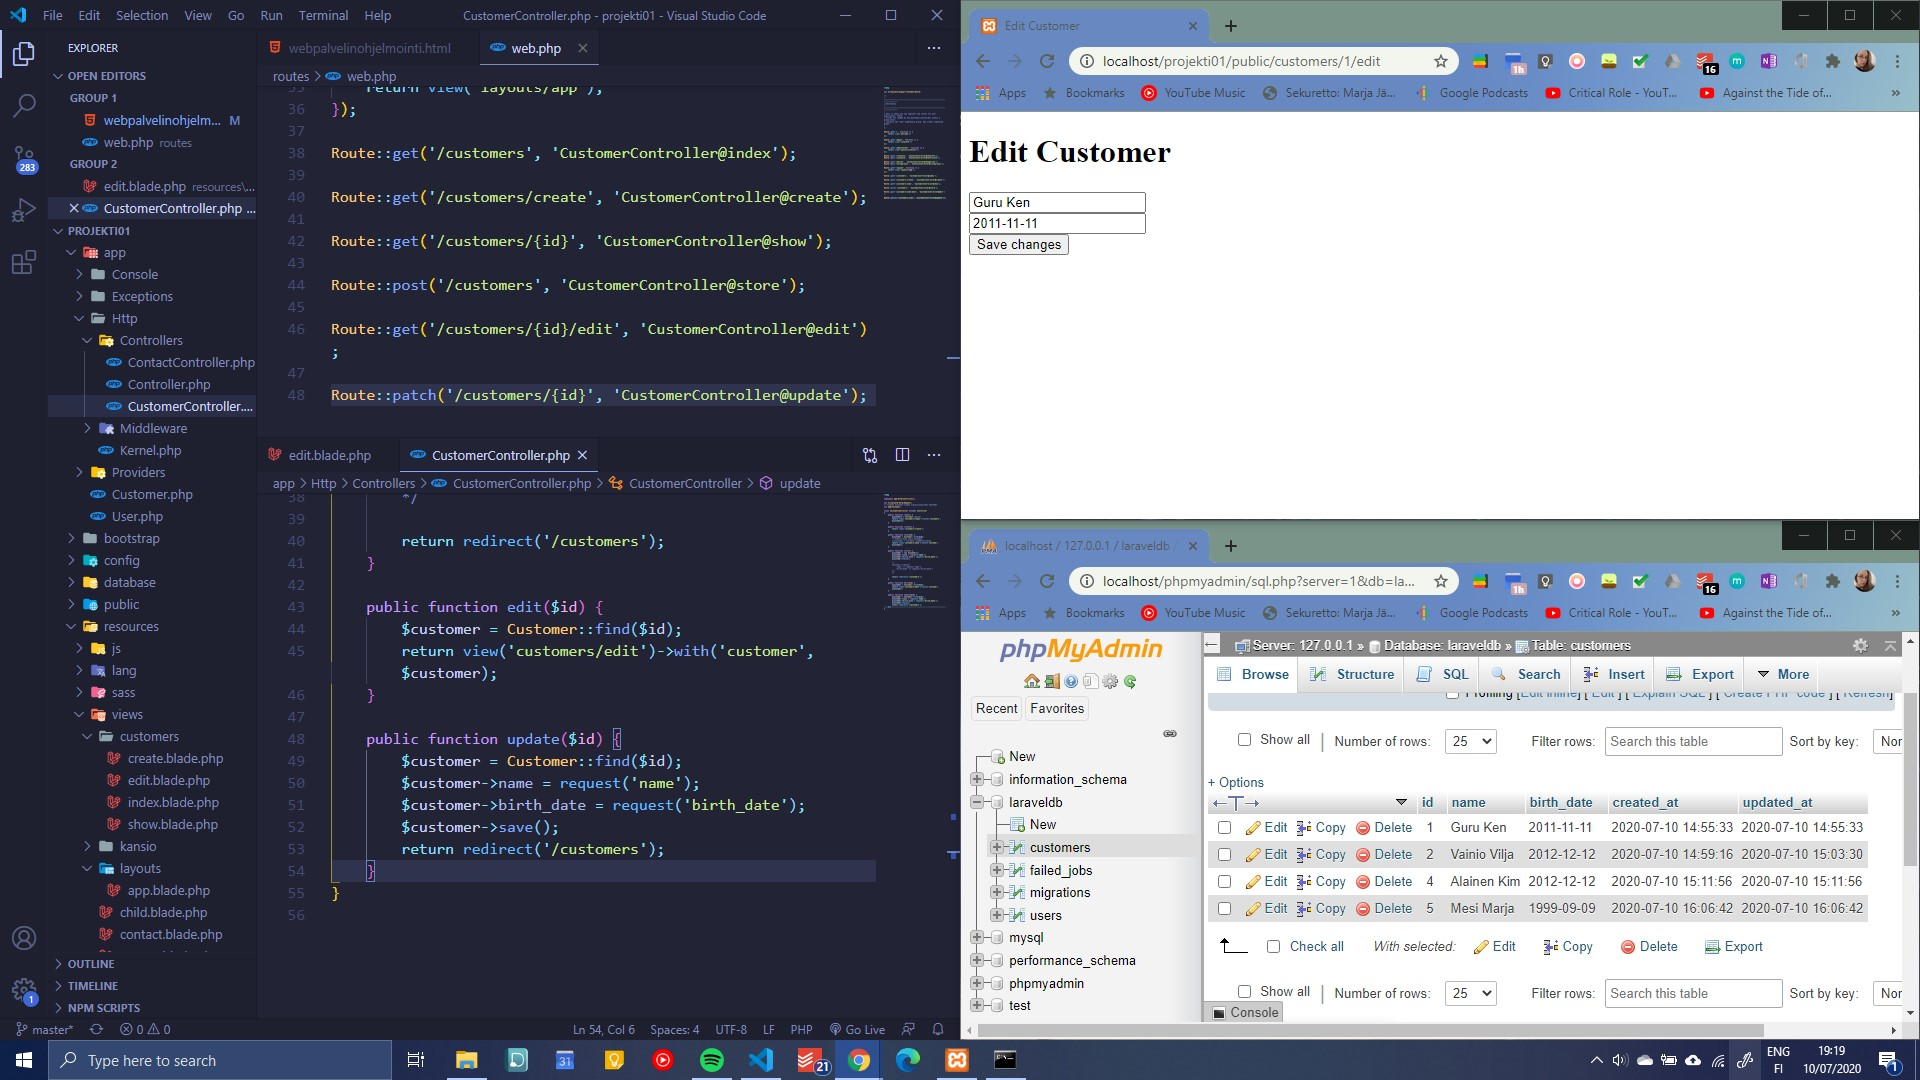 File Edit Selection View Go Run Terminal Help
CustomerController.php - projekti01 - Visual Studio Code
EXPLORER
OPEN EDITORS
GROUP 1
webpalvelinohjelm... M
web.php routes
GROUP 2
edit.blade.php resources\...
CustomerController.php ...
PROJEKTI01
app
Console
Exceptions
Http
Controllers
ContactController.php
Controller.php
CustomerController....
Middleware
Kernel.php
Providers
Customer.php
User.php
bootstrap
config
database
public
resources
js
lang
sass
views
customers
create.blade.php
edit.blade.php
index.blade.php
show.blade.php
kansio
layouts
app.blade.php
child.blade.php
contact.blade.php
OUTLINE
TIMELINE
NPM SCRIPTS
283
1
webpalvelinohjelmointi.html
web.php
routes > web.php
35 return view('layouts/app');
36 });
37
38 Route::get('/customers', 'CustomerController@index');
39
40 Route::get('/customers/create', 'CustomerController@create');
41
42 Route::get('/customers/{id}', 'CustomerController@show');
43
44 Route::post('/customers', 'CustomerController@store');
45
46 Route::get('/customers/{id}/edit', 'CustomerController@edit')
;
47
48 Route::patch('/customers/{id}', 'CustomerController@update');
edit.blade.php
CustomerController.php
app > Http > Controllers > CustomerController.php > CustomerController > update
38 */
39
40 return redirect('/customers');
41 }
42
43 public function edit($id) {
44 $customer = Customer::find($id);
45 return view('customers/edit')->with('customer',
$customer);
46 }
47
48 public function update($id) {
49 $customer = Customer::find($id);
50 $customer->name = request('name');
51 $customer->birth_date = request('birth_date');
52 $customer->save();
53 return redirect('/customers');
54 }
55 }
56
master* 0 0 Ln 54, Col 6 Spaces: 4 UTF-8 LF PHP Go Live
Edit Customer
localhost/projekti01/public/customers/1/edit
1h
16
Apps Bookmarks YouTube Music Sekuretto: Marja Jä... Google Podcasts Critical Role - YouT... Against the Tide of... »
Edit Customer
Guru Ken
2011-11-11
Save changes
localhost / 127.0.0.1 / laraveldb /
localhost/phpmyadmin/sql.php?server=1&db=la...
1h
16
Apps Bookmarks YouTube Music Sekuretto: Marja Jä... Google Podcasts Critical Role - YouT... Against the Tide of... »
phpMyAdmin
Recent Favorites
New
information_schema
laraveldb
New
customers
failed_jobs
migrations
users
mysql
performance_schema
phpmyadmin
test
Server: 127.0.0.1 » Database: laraveldb » Table: customers
Browse Structure SQL Search Insert Export More
Profiling [Edit inline] [ Edit ] [ Explain SQL ] [ Create PHP code ] [ Refresh]
Show all | Number of rows: 25 Filter rows: Search this table Sort by key: Nor
+ Options
id name birth_date created_at updated_at
Edit Copy Delete 1 Guru Ken 2011-11-11 2020-07-10 14:55:33 2020-07-10 14:55:33
Edit Copy Delete 2 Vainio Vilja 2012-12-12 2020-07-10 14:59:16 2020-07-10 15:03:30
Edit Copy Delete 4 Alainen Kim 2012-12-12 2020-07-10 15:11:56 2020-07-10 15:11:56
Edit Copy Delete 5 Mesi Marja 1999-09-09 2020-07-10 16:06:42 2020-07-10 16:06:42
Check all With selected: Edit Copy Delete Export
Show all | Number of rows: 25 Filter rows: Search this table Sort by key: Nor
Console
Type here to search
31
21
ENG
FI
19:19
10/07/2020
1